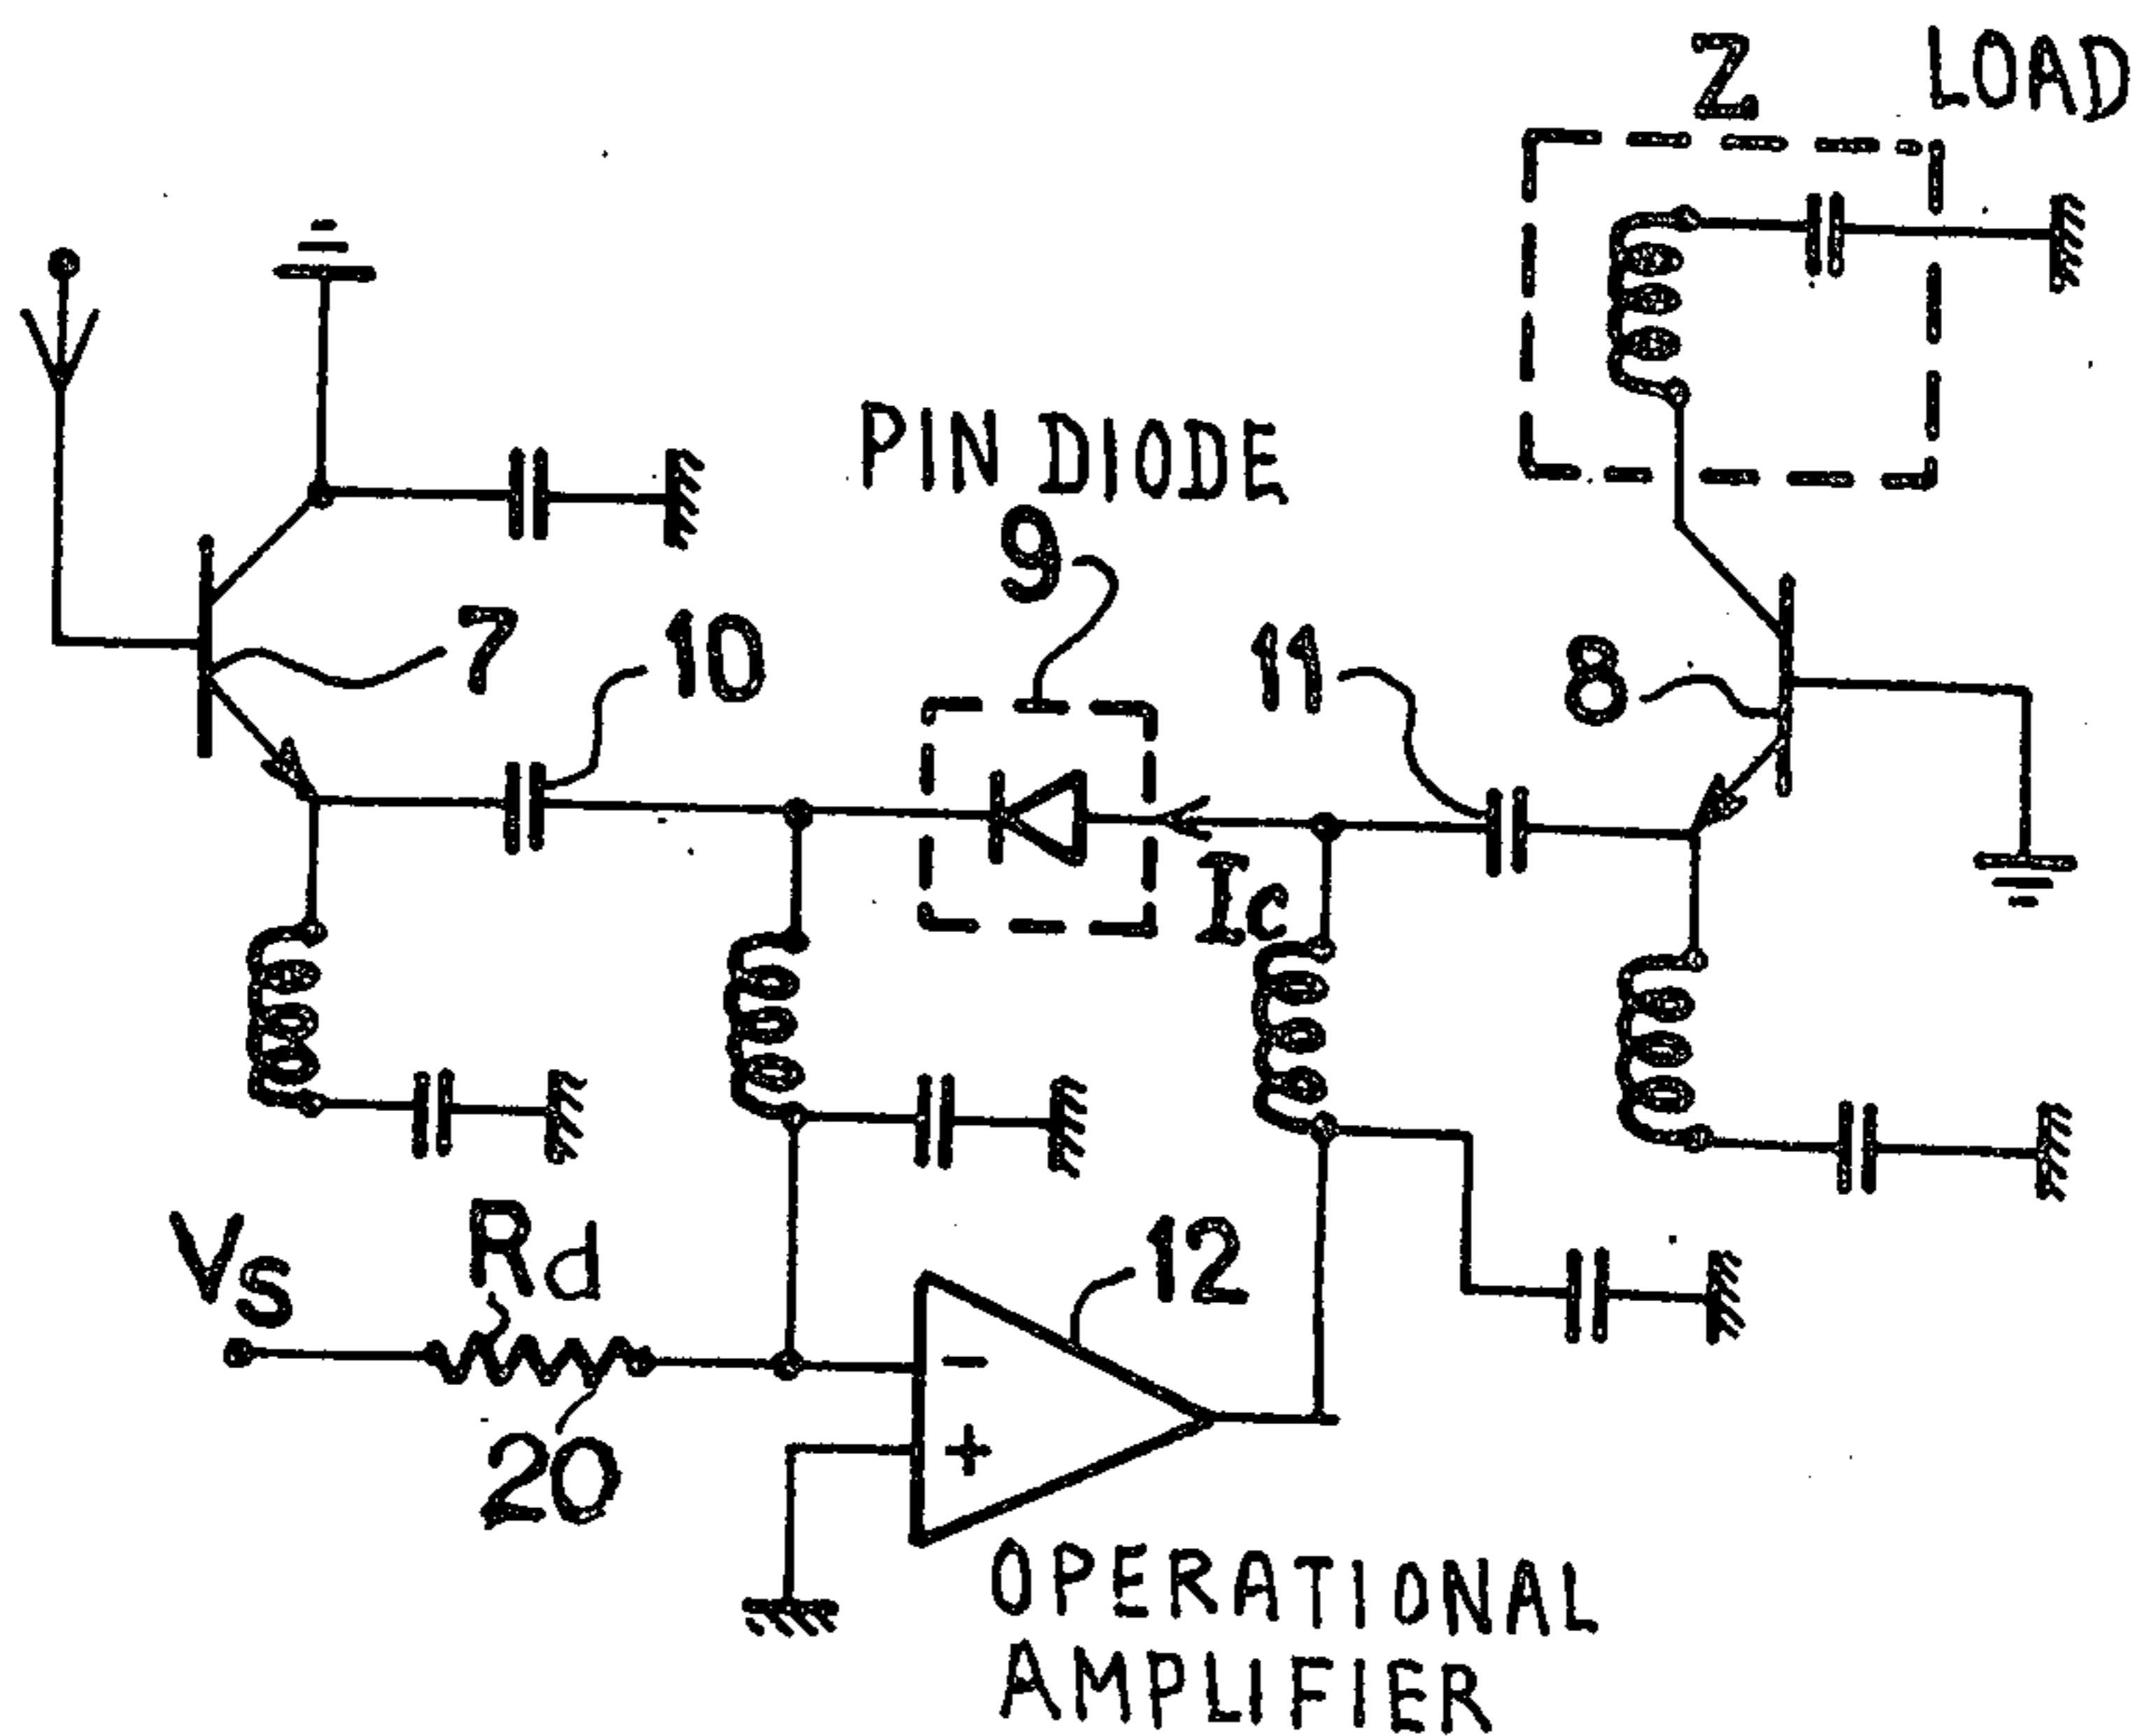 Z LOAD
PIN DIODE
9
7
10
11
8
Ic
Vs
Rd
12
-
+
20
OPERATIONAL
AMPLIFIER